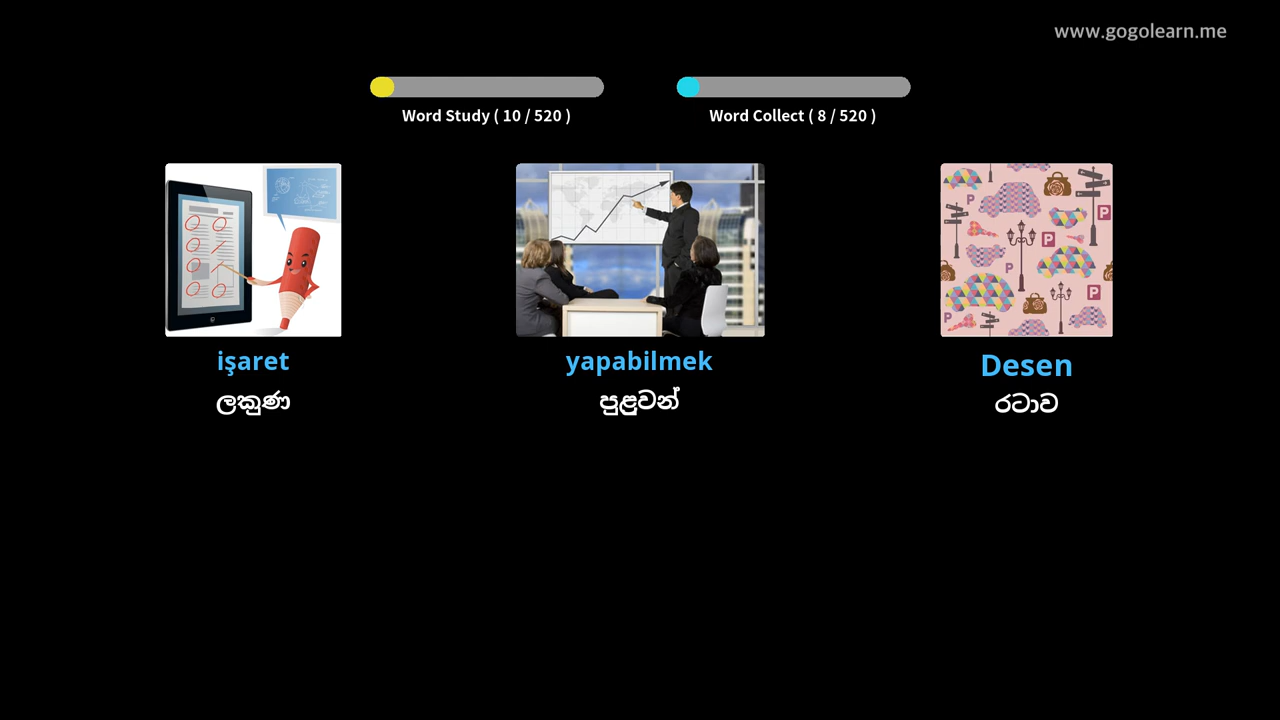 www.gogolearn.me
Word Study ( 10 / 520 )
Word Collect ( 8 / 520 )
P
P
P
P
P
P
işaret
ලකුණ
yapabilmek
පුළුවන්
Desen
රටාව